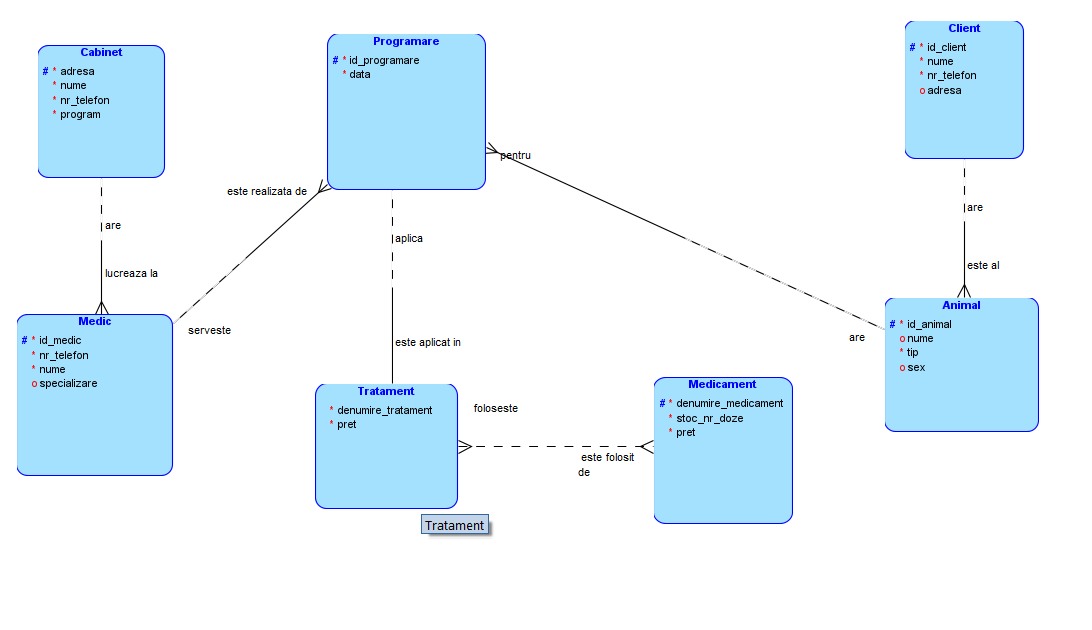 Cabinet
# * adresa
* nume
* nr_telefon
* program
Programare
# * id_programare
* data
Client
# * id_client
* nume
* nr_telefon
o adresa
pentru
este realizata de
are
lucreaza la
aplica
are
este al
serveste
este aplicat in
are
Medic
# * id_medic
* nr_telefon
* nume
o specializare
Animal
# * id_animal
o nume
* tip
o sex
Tratament
* denumire_tratament
* pret
foloseste
este folosit
de
Medicament
# * denumire_medicament
* stoc_nr_doze
* pret
Tratament